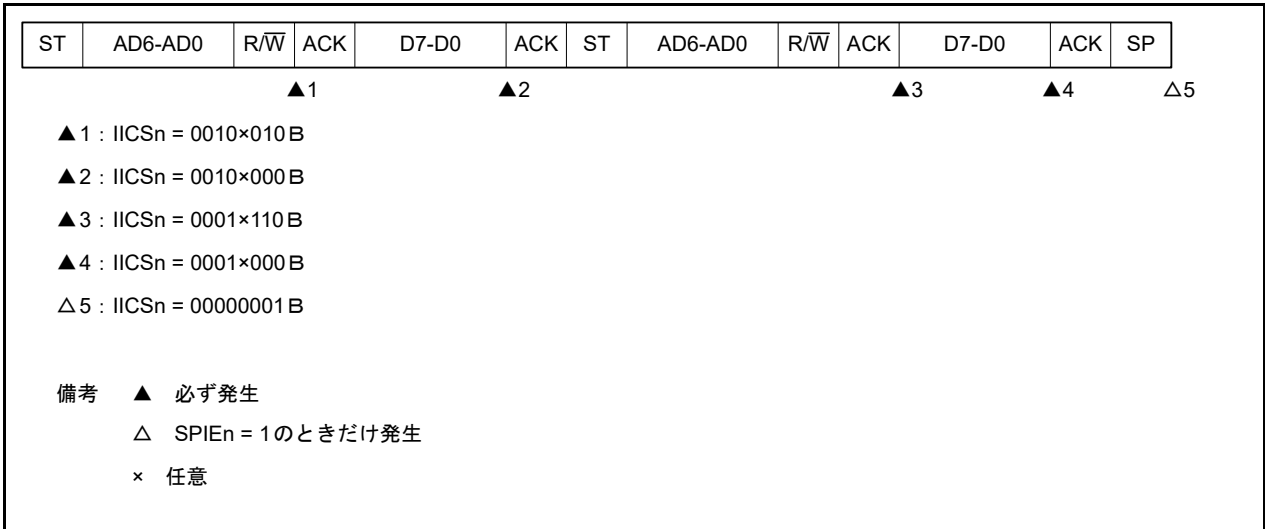 ST AD6-AD0 R/W̅ ACK D7-D0 ACK ST AD6-AD0 R/W̅ ACK D7-D0 ACK SP
▲1 ▲2 ▲3 ▲4 △5
▲1：IICSn = 0010×010B
▲2：IICSn = 0010×000B
▲3：IICSn = 0001×110B
▲4：IICSn = 0001×000B
△5：IICSn = 00000001B
備考 ▲ 必ず発生
△ SPIEn = 1のときだけ発生
× 任意